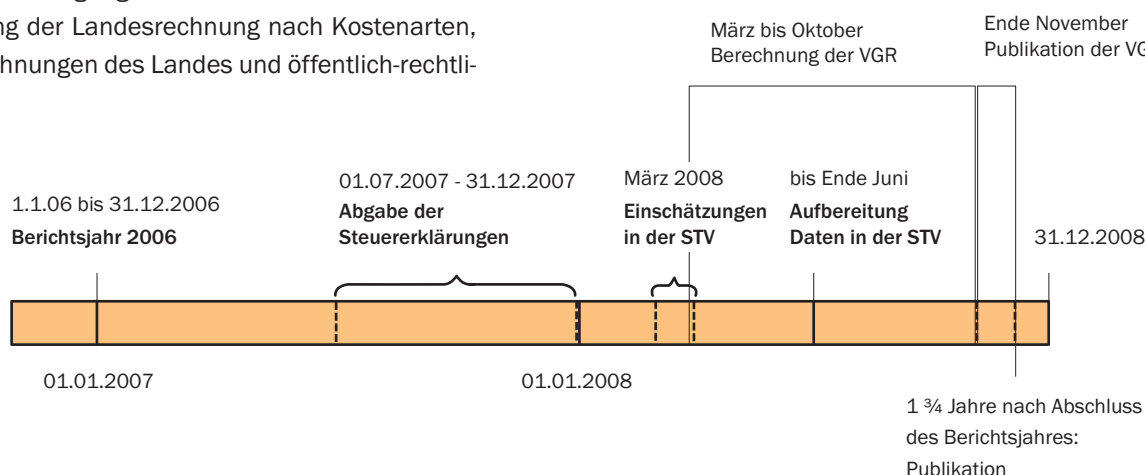 ng der Landesrechnung nach Kostenarten,
hnungen des Landes und öffentlich-rechtli-
März bis Oktober
Berechnung der VGR
Ende November
Publikation der
1.1.06 bis 31.12.2006
Berichtsjahr 2006
01.07.2007 - 31.12.2007
Abgabe der
Steuererklärungen
März 2008
Einschätzungen
in der STV
bis Ende Juni
Aufbereitung
Daten in der STV
31.12.2008
01.01.2007
01.01.2008
1 ¾ Jahre nach Abschluss
des Berichtsjahres:
Publikation